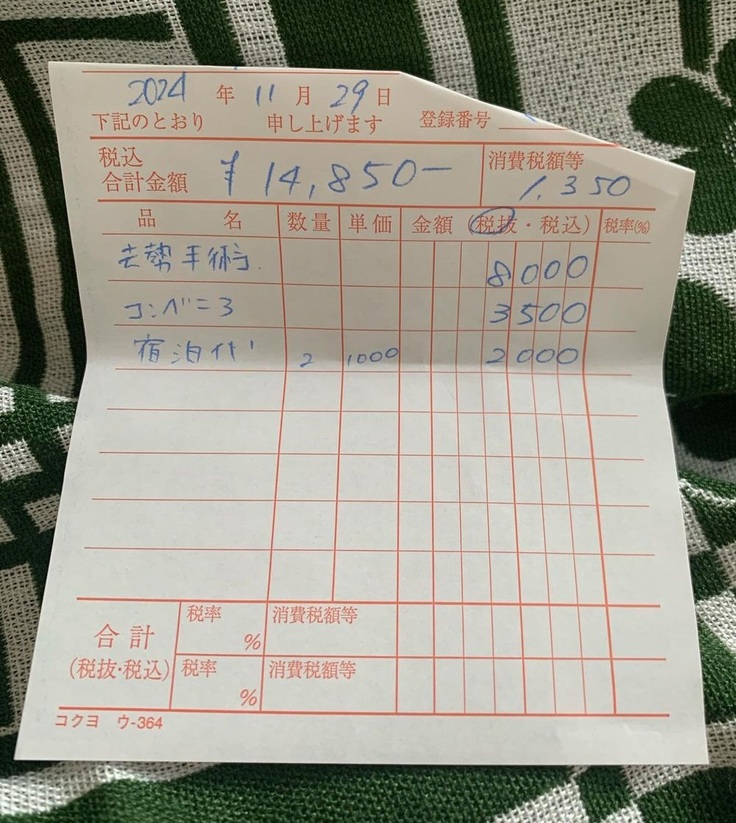 2024 年 11 月 29 日
下記のとおり 申し上げます 登録番号
税込 合計金額 ¥14,850- 消費税額等 1,350
品名 数量 単価 金額 (税抜・税込) 税率(%)
去勢手術 8000
コンベニア 3500
宿泊代 2 1000 2000
合計 (税抜・税込) 税率 % 消費税額等
税率 % 消費税額等
コクヨ ウ-364